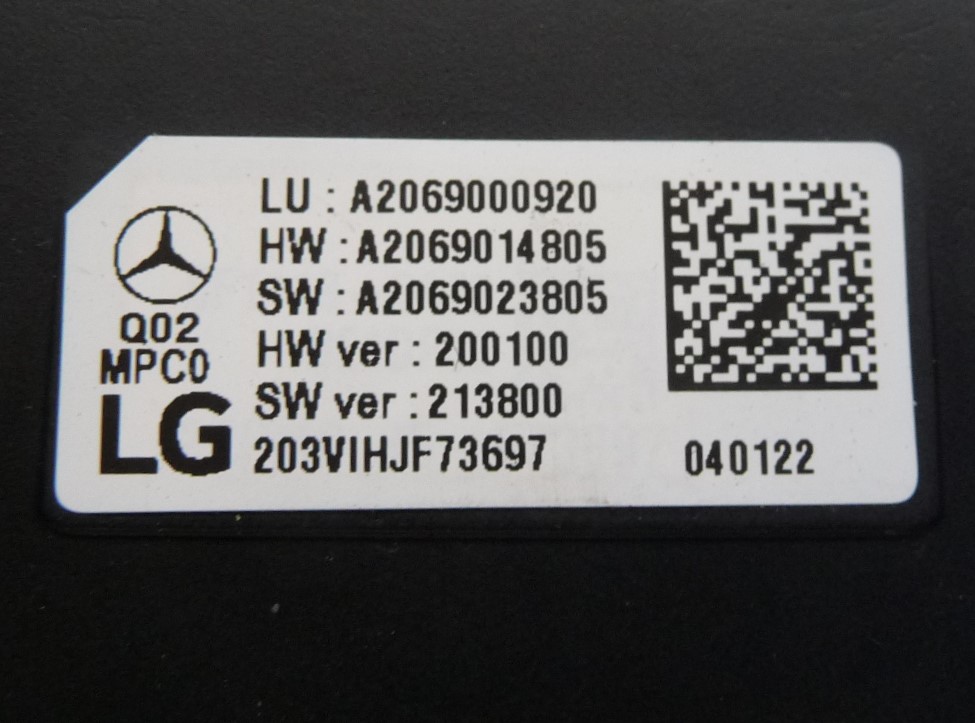 LU : A2069000920
HW : A2069014805
SW : A2069023805
Q02
HW ver : 200100
MPC0
SW ver : 213800
LG
203VIHJF73697
040122